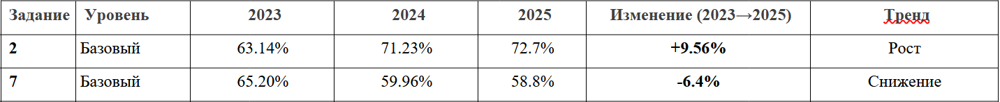 Задание Уровень 2023 2024 2025 Изменение (2023→2025) Тренд
2 Базовый 63.14% 71.23% 72.7% +9.56% Рост
7 Базовый 65.20% 59.96% 58.8% -6.4% Снижение